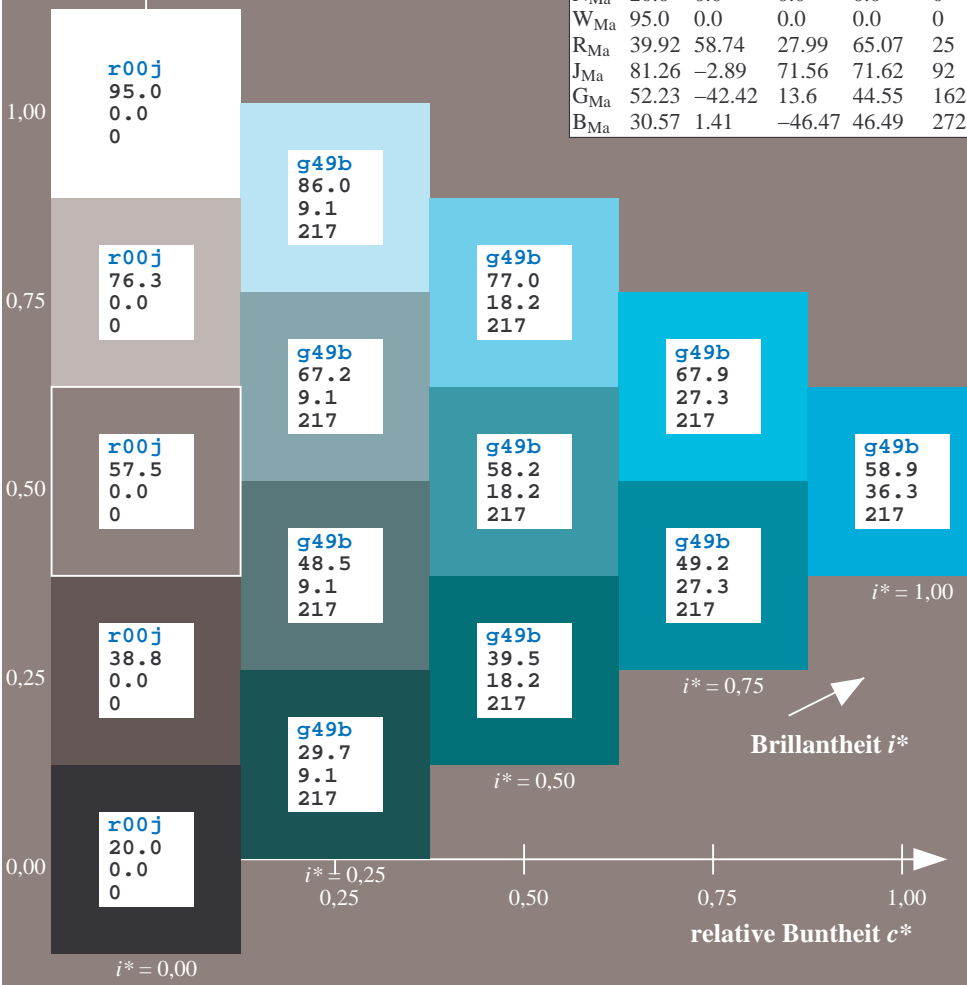 W_Ma 95.0 0.0 0.0 0.0 0
R_Ma 39.92 58.74 27.99 65.07 25
J_Ma 81.26 −2.89 71.56 71.62 92
G_Ma 52.23 −42.42 13.6 44.55 162
B_Ma 30.57 1.41 −46.47 46.49 272
1,00
0,75
0,50
0,25
0,00
r00j
95.0
0.0
0
r00j
76.3
0.0
0
r00j
57.5
0.0
0
r00j
38.8
0.0
0
r00j
20.0
0.0
0
i* = 0,00
g49b
86.0
9.1
217
g49b
67.2
9.1
217
g49b
48.5
9.1
217
g49b
29.7
9.1
217
i* = 0,25
g49b
77.0
18.2
217
g49b
58.2
18.2
217
g49b
39.5
18.2
217
i* = 0,50
g49b
67.9
27.3
217
g49b
49.2
27.3
217
i* = 0,75
g49b
58.9
36.3
217
i* = 1,00
Brillantheit i*
0,25 0,50 0,75 1,00
relative Buntheit c*